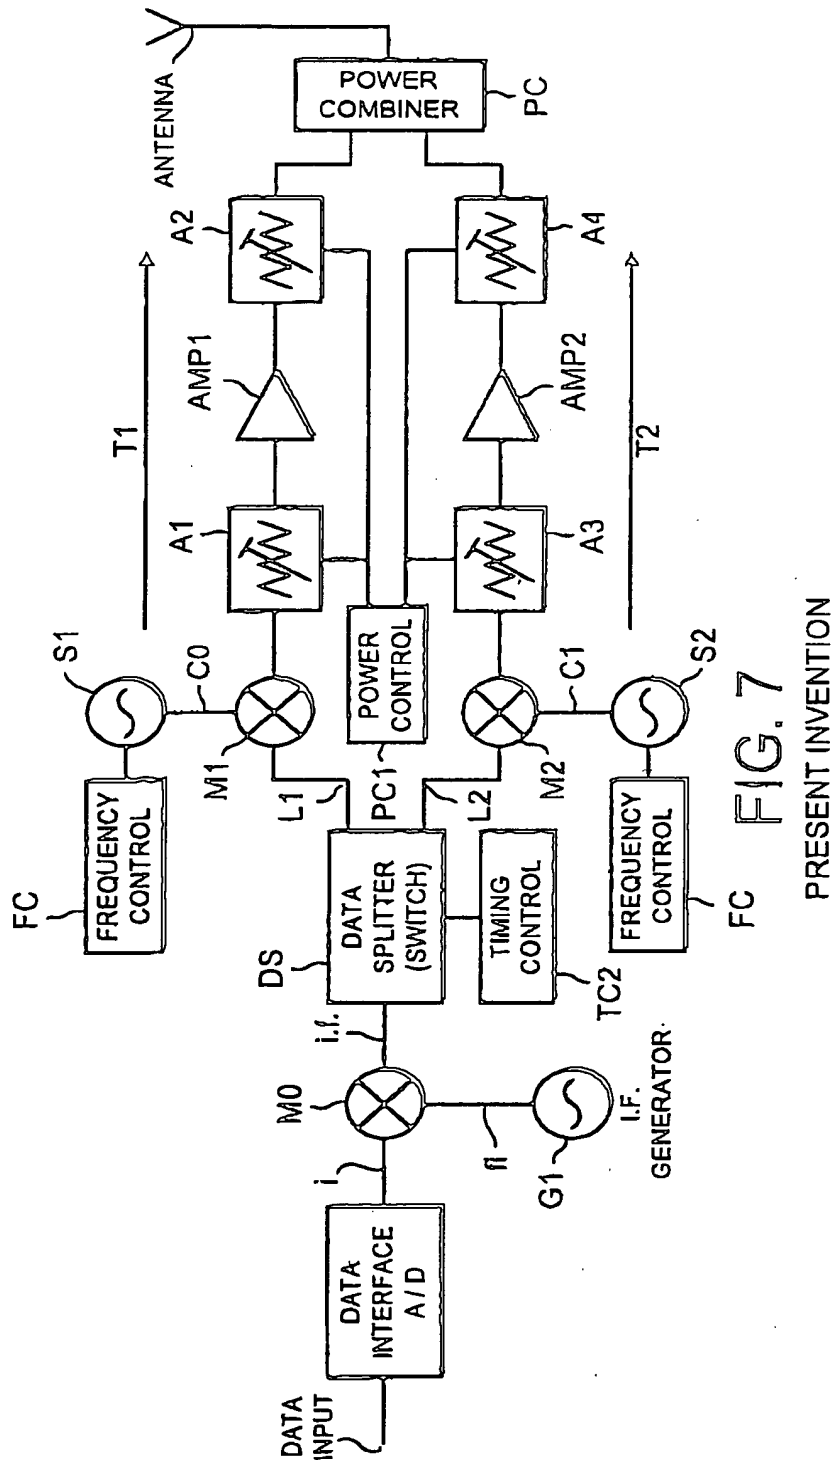 DATA
INPUT
DATA
INTERFACE
A/D
i
M0
fl
G1
I.F.
GENERATOR
i.f.
DS
DATA
SPLITTER
(SWITCH)
TIMING
CONTROL
TC2
FC
FREQUENCY
CONTROL
S1
C0
M1
L1
PC1
POWER
CONTROL
L2
M2
C1
S2
FREQUENCY
CONTROL
FC
T1
A1
AMP1
A2
A3
AMP2
A4
T2
POWER
COMBINER
PC
ANTENNA
FIG. 7
PRESENT INVENTION